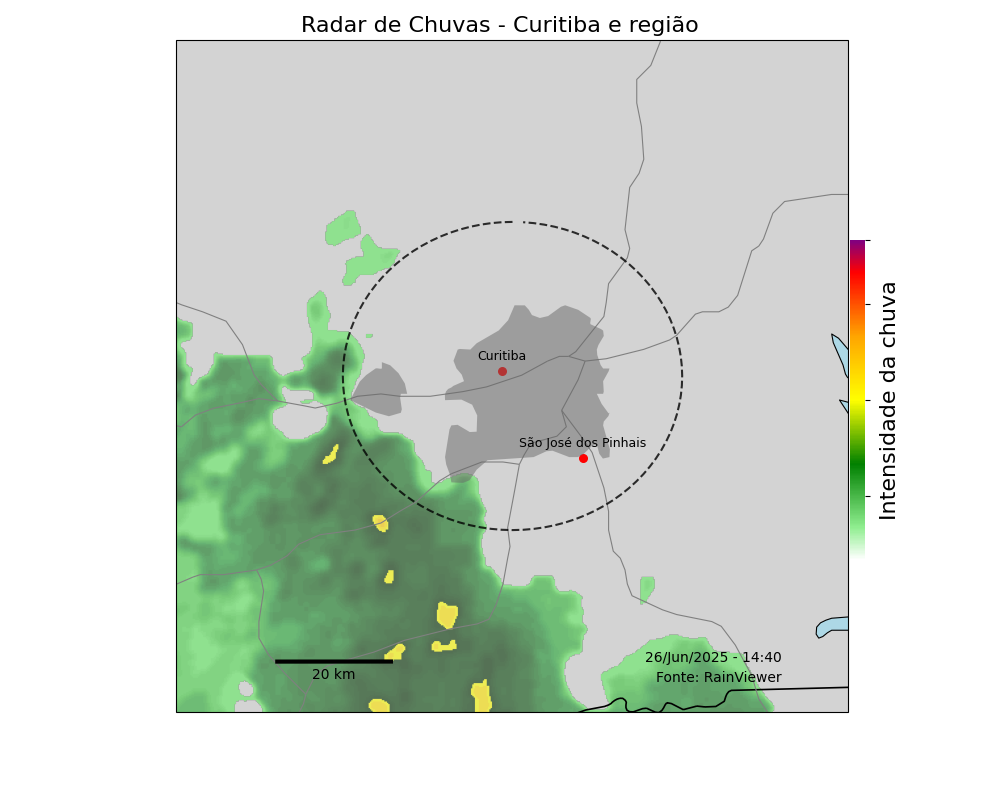 Radar de Chuvas - Curitiba e região
Curitiba
São José dos Pinhais
Intensidade da chuva
26/Jun/2025 - 14:40
Fonte: RainViewer
20 km